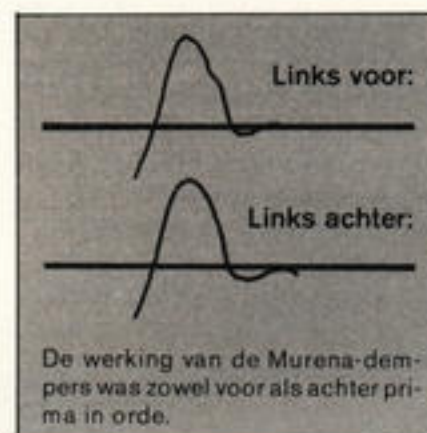 Links voor:
Links achter:
De werking van de Murena-dem-
pers was zowel voor als achter pri-
ma in orde.